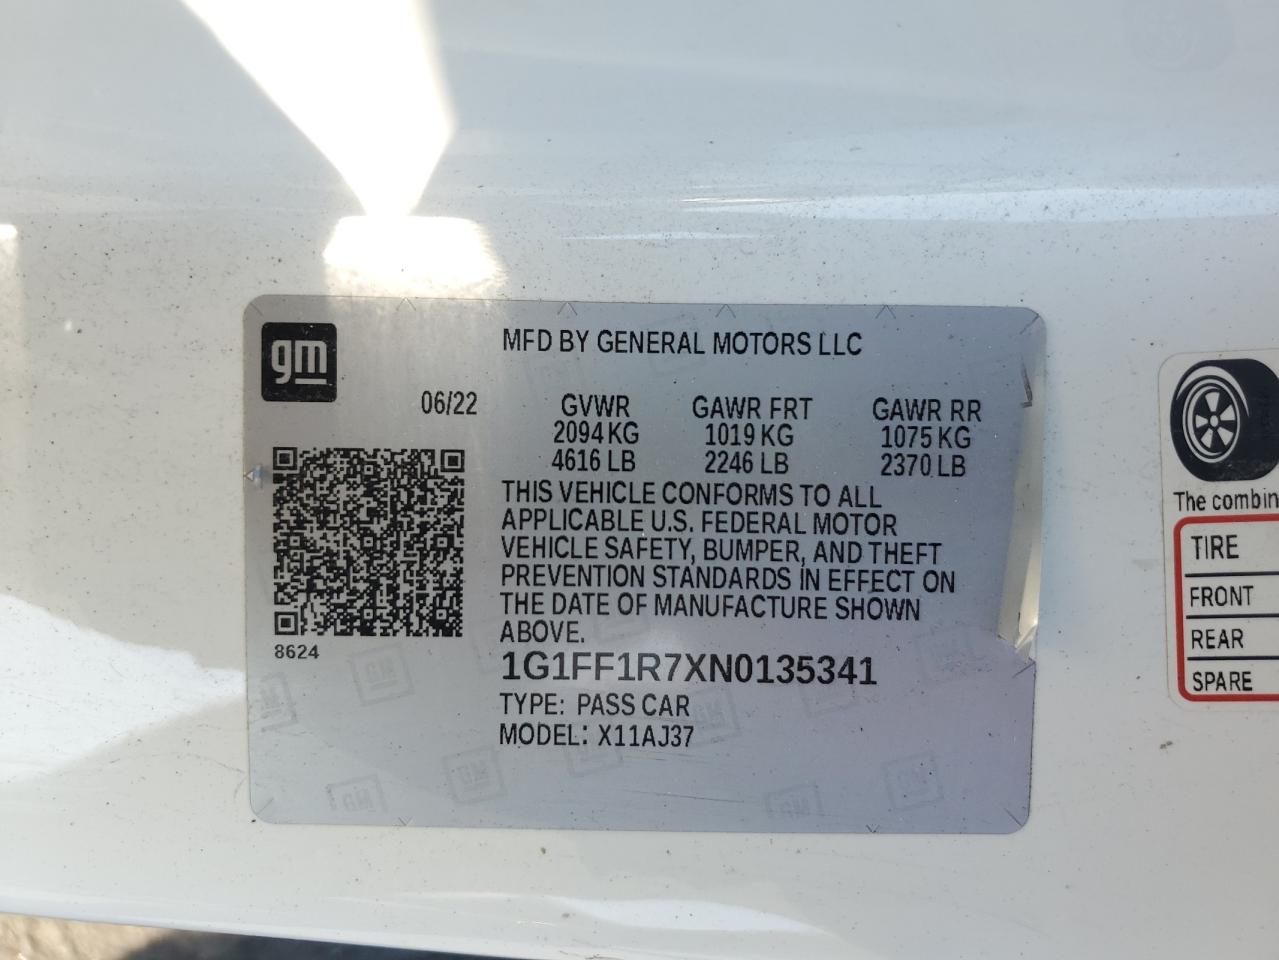 gm
MFD BY GENERAL MOTORS LLC
06/22
GVWR GAWR FRT GAWR RR
2094 KG 1019 KG 1075 KG
4616 LB 2246 LB 2370 LB
THIS VEHICLE CONFORMS TO ALL
APPLICABLE U.S. FEDERAL MOTOR
VEHICLE SAFETY, BUMPER, AND THEFT
PREVENTION STANDARDS IN EFFECT ON
THE DATE OF MANUFACTURE SHOWN
ABOVE.
8624
1G1FF1R7XN0135341
TYPE: PASS CAR
MODEL: X11AJ37
The combin
TIRE
FRONT
REAR
SPARE